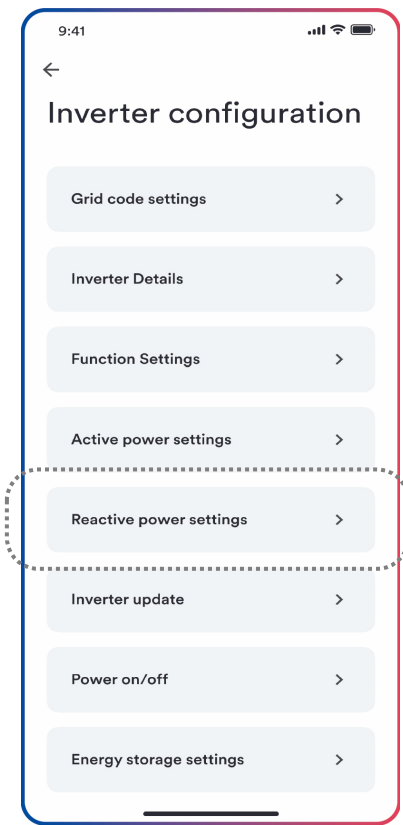 9:41
Inverter configuration
Grid code settings
Inverter Details
Function Settings
Active power settings
Reactive power settings
Inverter update
Power on/off
Energy storage settings